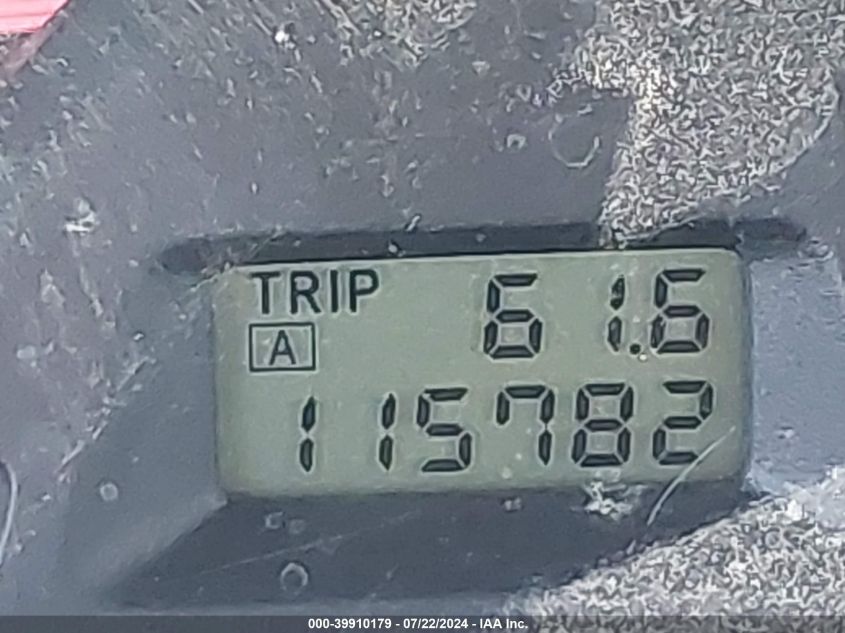 TRIP 61.6
A
115782
000-39910179 - 07/22/2024 - IAA Inc.